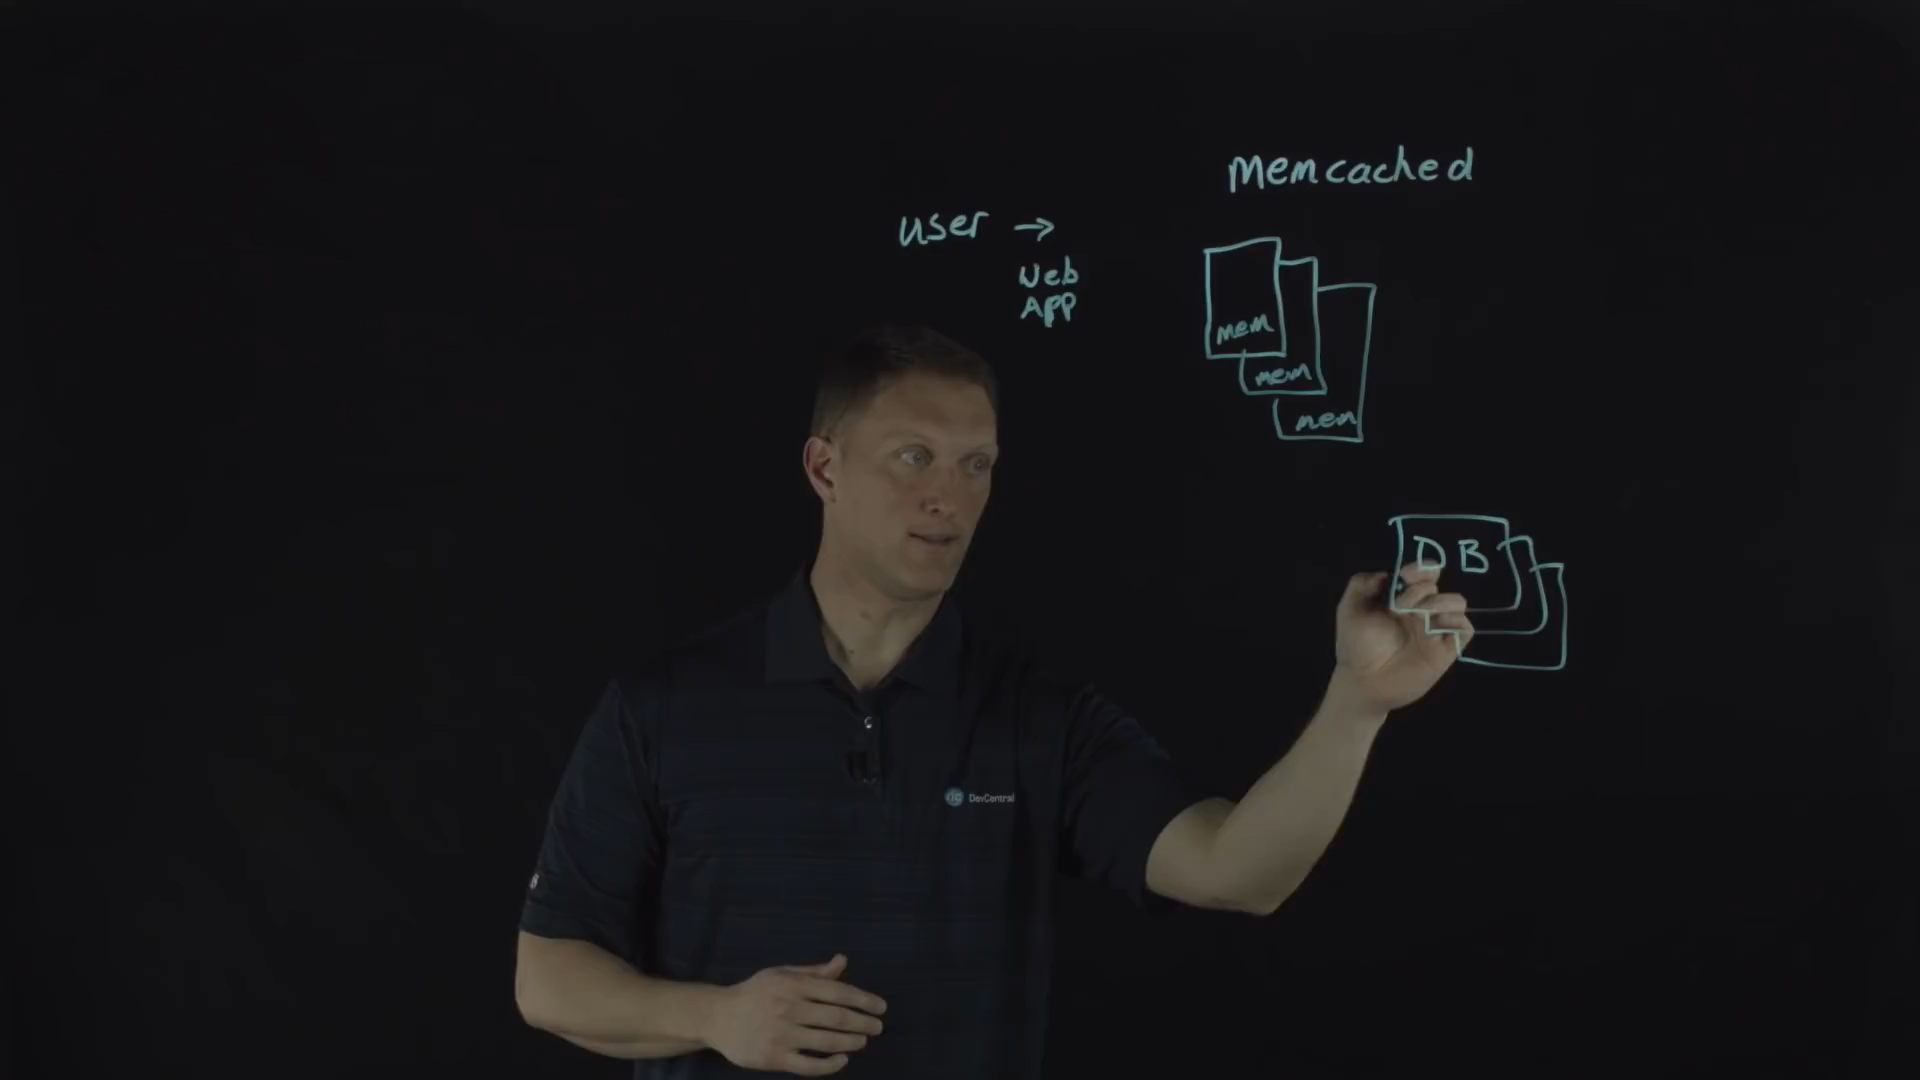 memcached
user →
Web
App
mem
mem
mem
DB
DevCentral